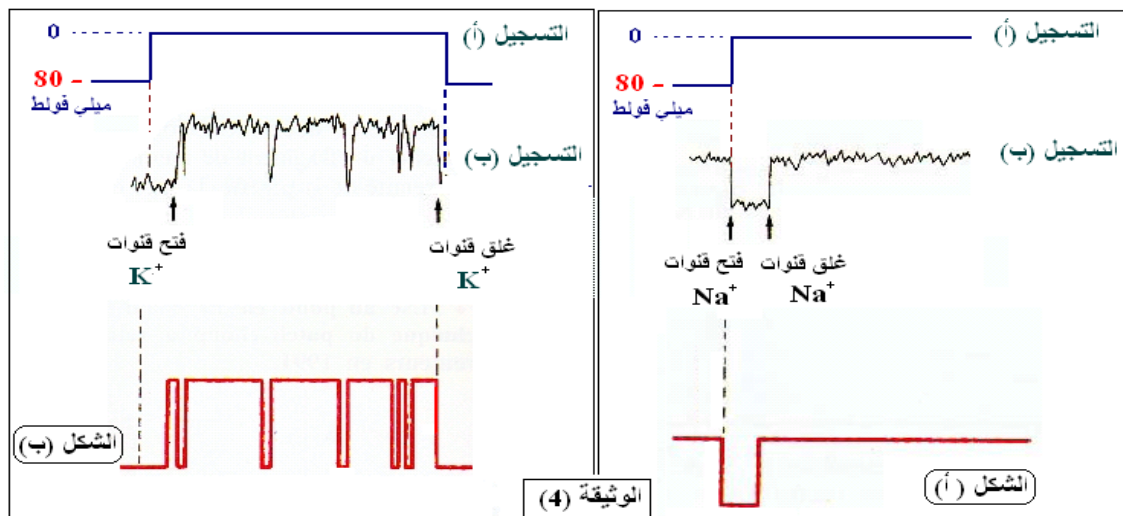 التسجيل (أ)
0
80 -
ميلي فولط
التسجيل (ب)
فتح قنوات
Na+
غلق قنوات
Na+
الشكل ( أ )
التسجيل (أ)
0
80 -
ميلي فولط
التسجيل (ب)
فتح قنوات
K+
غلق قنوات
K+
الشكل (ب)
الوثيقة (4)